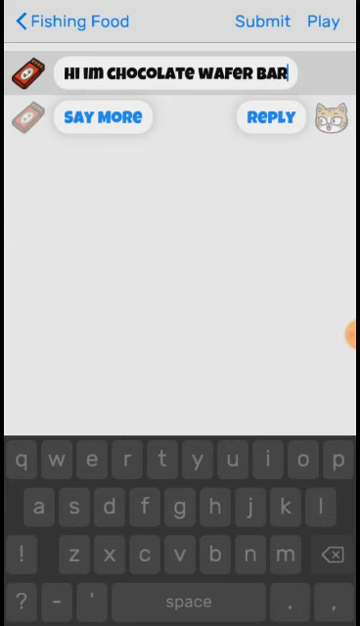 Fishing Food
Submit
Play
Hi Im CHOCOLATE WAFER BAR
SAY MORE
REPLY
q w e r t y u i o p
a s d f g h j k l
! z x c v b n m
? - ' space . ,